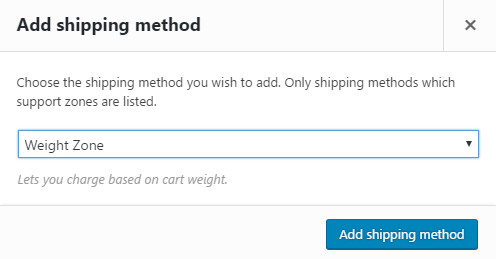 Add shipping method
×
Choose the shipping method you wish to add. Only shipping methods which
support zones are listed.
Weight Zone
Lets you charge based on cart weight.
Add shipping method